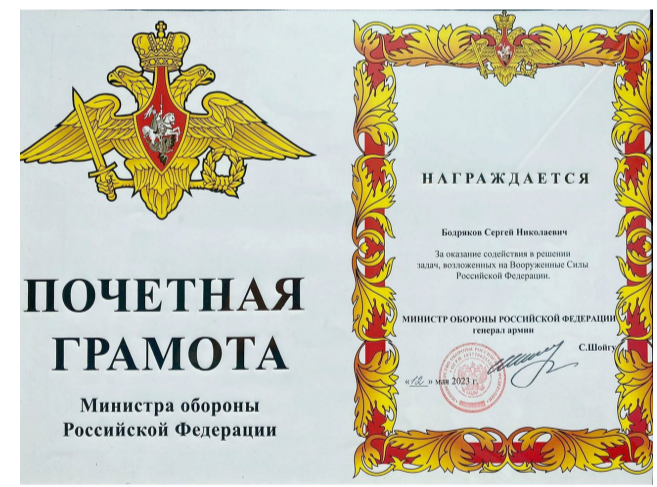 ПОЧЕТНАЯ
ГРАМОТА
Министра обороны
Российской Федерации
НАГРАЖДАЕТСЯ
Бодряков Сергей Николаевич
За оказание содействия в решении
задач, возложенных на Вооруженные Силы
Российской Федерации.
МИНИСТР ОБОРОНЫ РОССИЙСКОЙ ФЕДЕРАЦИИ
генерал армии
С.Шойгу
«12» мая 2023 г.